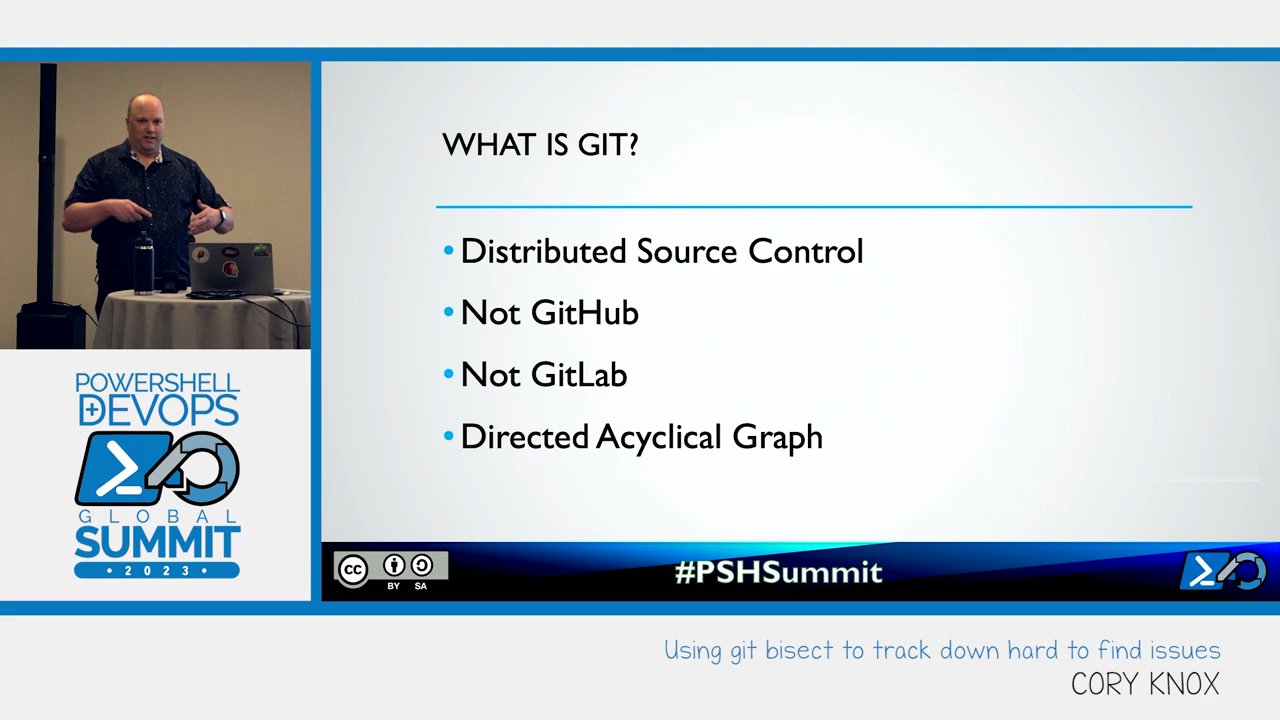 WHAT IS GIT?
• Distributed Source Control
• Not GitHub
• Not GitLab
• Directed Acyclical Graph
POWERSHELL
+DEVOPS
GLOBAL
SUMMIT
• 2023 •
cc
BY SA
#PSHSummit
Using git bisect to track down hard to find issues
CORY KNOX